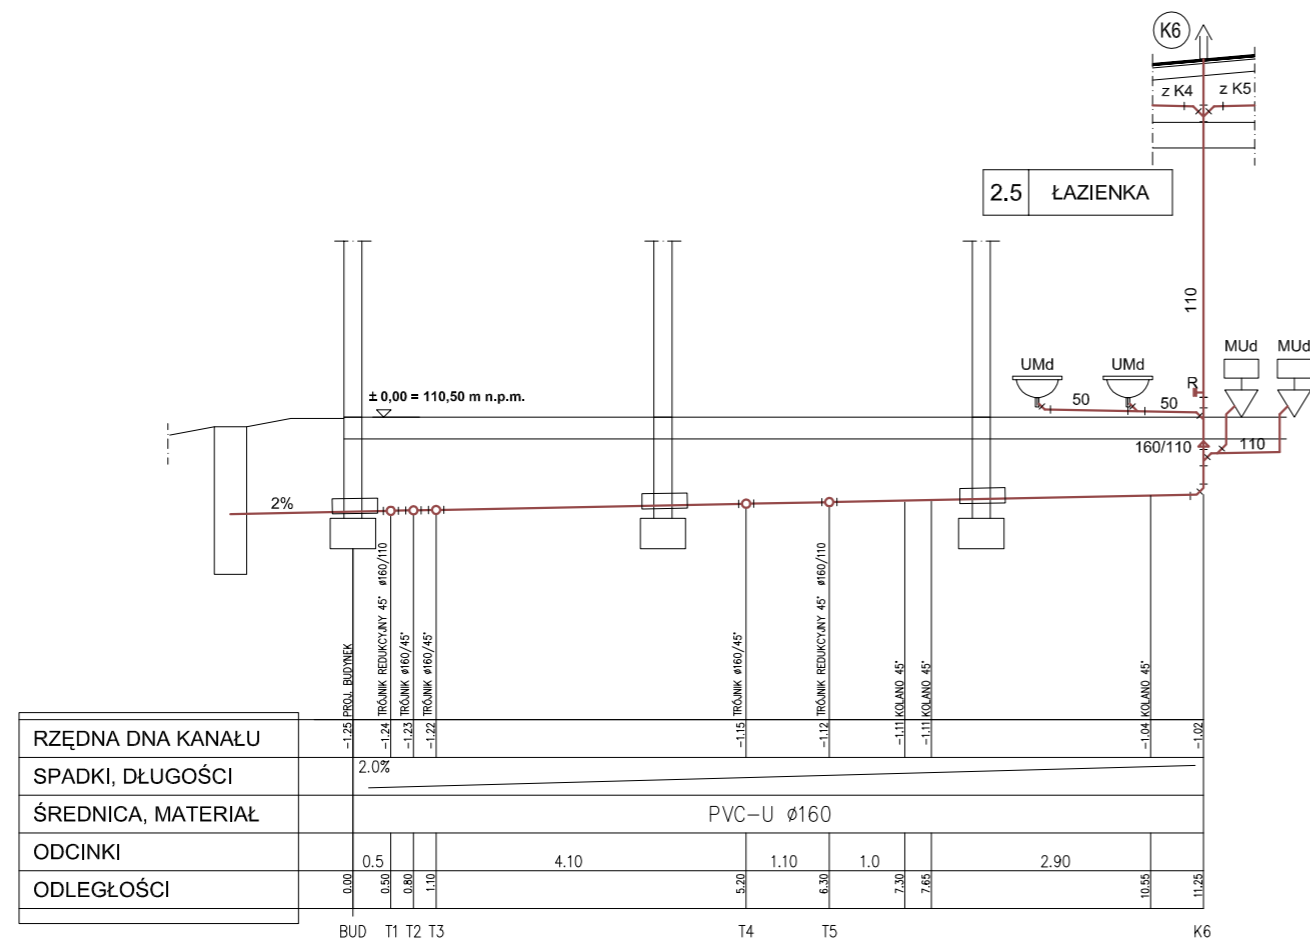 K6
z K4 z K5
2.5 ŁAZIENKA
110
MUd MUd
UMd UMd
R
± 0,00 = 110,50 m n.p.m.
50 50
160/110 110
2%
-1.25 PROJ. BUDYNEK
-1.24 TRÓJNIK REDUKCYJNY 45° ø160/110
-1.23 TRÓJNIK ø160/45°
-1.22 TRÓJNIK ø160/45°
-1.15 TRÓJNIK ø160/45°
-1.12 TRÓJNIK REDUKCYJNY 45° ø160/110
-1.11 KOLANO 45°
-1.11 KOLANO 45°
-1.04 KOLANO 45°
-1.02
RZĘDNA DNA KANAŁU
SPADKI, DŁUGOŚCI 2.0%
ŚREDNICA, MATERIAŁ PVC-U ø160
ODCINKI 0.5 4.10 1.10 1.0 2.90
ODLEGŁOŚCI 0.00 0.50 0.80 1.10 5.20 6.30 7.30 7.65 10.55 11.25
BUD T1 T2 T3 T4 T5 K6